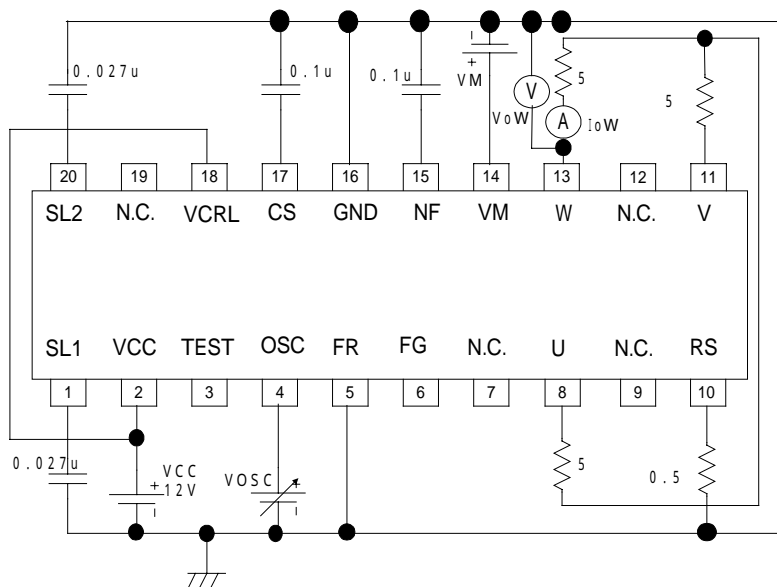 0.027u
0.1u
0.1u
VM
+
−
V
VoW
5
A
IoW
5
20 19 18 17 16 15 14 13 12 11
SL2 N.C. VCRL CS GND NF VM W N.C. V
SL1 VCC TEST OSC FR FG N.C. U N.C. RS
1 2 3 4 5 6 7 8 9 10
0.027u
VCC
12V
+
−
VOSC
+
−
5
0.5